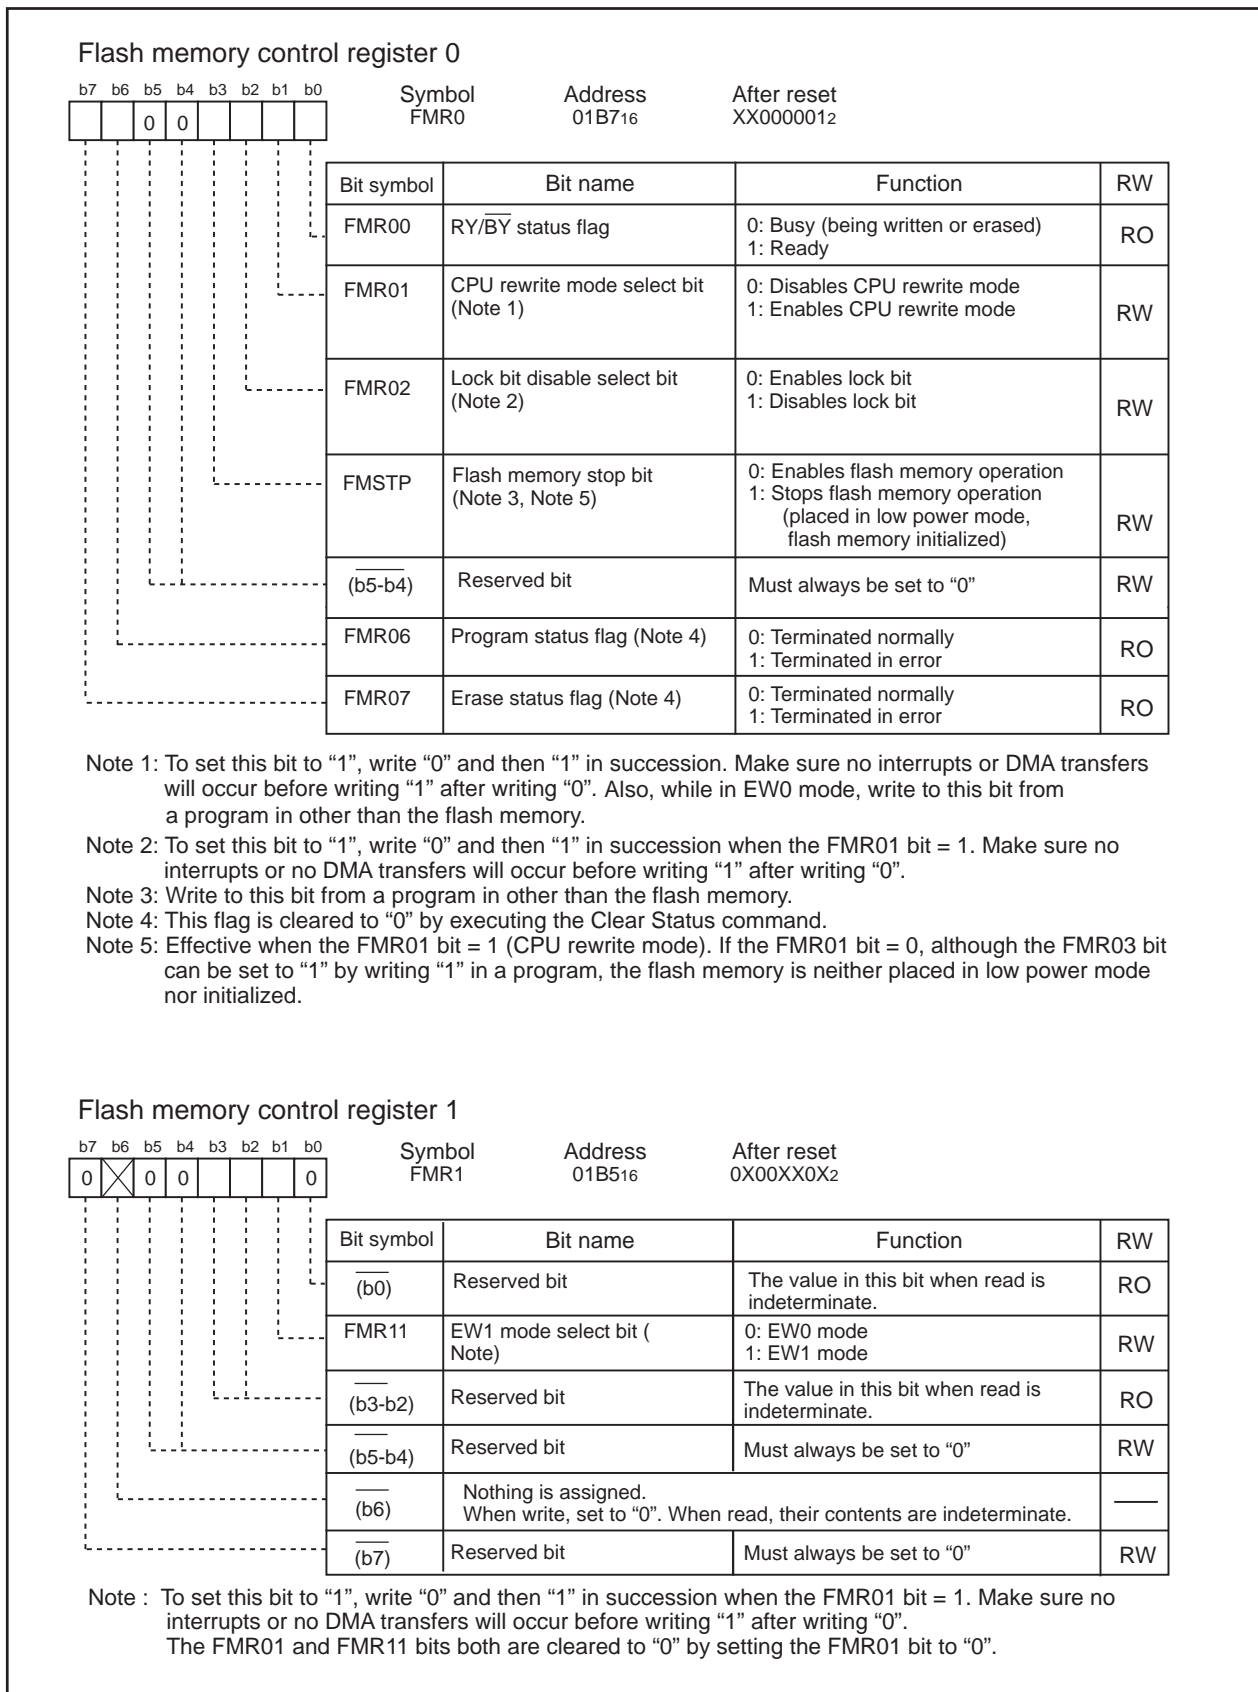 Flash memory control register 0
b7 b6 b5 b4 b3 b2 b1 b0
Symbol Address After reset
FMR0 01B716 XX0000012
0 0
Bit symbol Bit name Function RW
FMR00 RY/BY status flag 0: Busy (being written or erased) RO
1: Ready
FMR01 CPU rewrite mode select bit 0: Disables CPU rewrite mode RW
(Note 1) 1: Enables CPU rewrite mode
FMR02 Lock bit disable select bit 0: Enables lock bit RW
(Note 2) 1: Disables lock bit
FMSTP Flash memory stop bit 0: Enables flash memory operation RW
(Note 3, Note 5) 1: Stops flash memory operation
(placed in low power mode,
flash memory initialized)
(b5-b4) Reserved bit Must always be set to “0” RW
FMR06 Program status flag (Note 4) 0: Terminated normally RO
1: Terminated in error
FMR07 Erase status flag (Note 4) 0: Terminated normally RO
1: Terminated in error
Note 1: To set this bit to “1”, write “0” and then “1” in succession. Make sure no interrupts or DMA transfers
will occur before writing “1” after writing “0”. Also, while in EW0 mode, write to this bit from
a program in other than the flash memory.
Note 2: To set this bit to “1”, write “0” and then “1” in succession when the FMR01 bit = 1. Make sure no
interrupts or no DMA transfers will occur before writing “1” after writing “0”.
Note 3: Write to this bit from a program in other than the flash memory.
Note 4: This flag is cleared to “0” by executing the Clear Status command.
Note 5: Effective when the FMR01 bit = 1 (CPU rewrite mode). If the FMR01 bit = 0, although the FMR03 bit
can be set to “1” by writing “1” in a program, the flash memory is neither placed in low power mode
nor initialized.
Flash memory control register 1
b7 b6 b5 b4 b3 b2 b1 b0
Symbol Address After reset
FMR1 01B516 0X00XX0X2
0 0 0 0
Bit symbol Bit name Function RW
(b0) Reserved bit The value in this bit when read is RO
indeterminate.
FMR11 EW1 mode select bit ( 0: EW0 mode RW
Note) 1: EW1 mode
(b3-b2) Reserved bit The value in this bit when read is RO
indeterminate.
(b5-b4) Reserved bit Must always be set to “0” RW
(b6) Nothing is assigned.
When write, set to “0”. When read, their contents are indeterminate.
(b7) Reserved bit Must always be set to “0” RW
Note : To set this bit to “1”, write “0” and then “1” in succession when the FMR01 bit = 1. Make sure no
interrupts or no DMA transfers will occur before writing “1” after writing “0”.
The FMR01 and FMR11 bits both are cleared to “0” by setting the FMR01 bit to “0”.